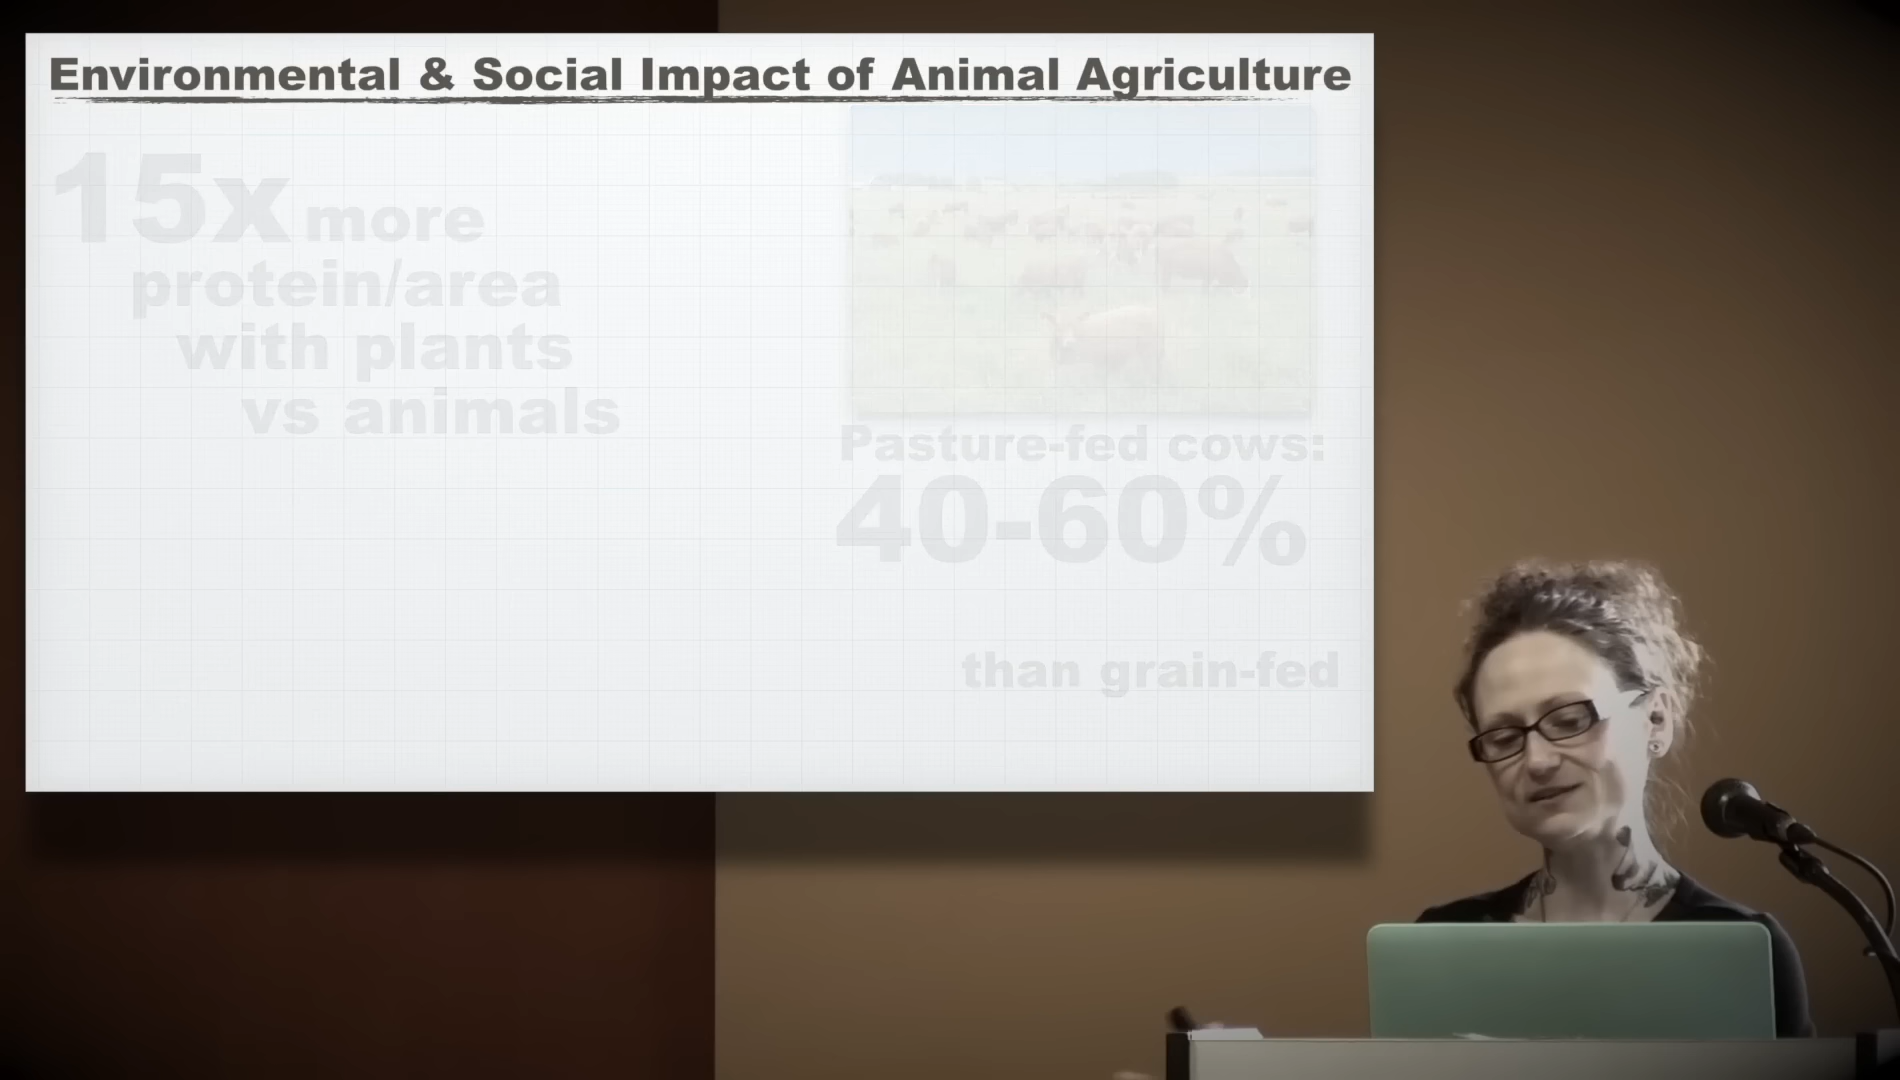 Environmental & Social Impact of Animal Agriculture
15x more
protein/area
with plants
vs animals
Pasture-fed cows:
40-60%
than grain-fed